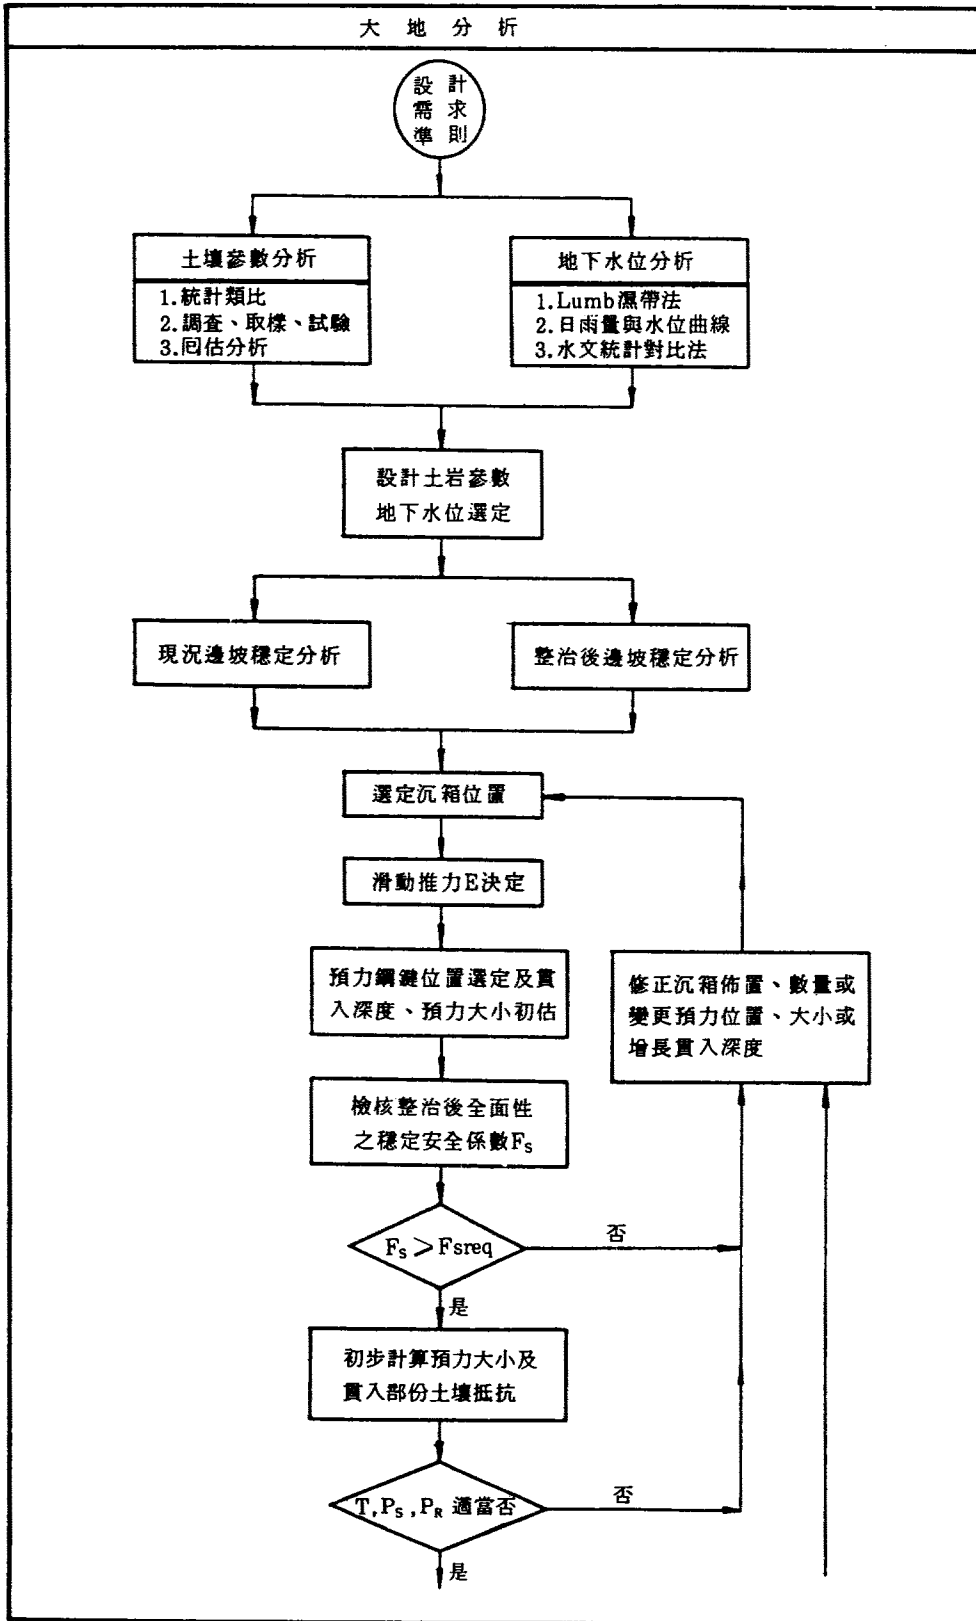 大地分析
設計
需求
準則
土壤參數分析
1.統計類比
2.調查、取樣、試驗
3.回估分析
地下水位分析
1.Lumb濕帶法
2.日雨量與水位曲線
3.水文統計對比法
設計土岩參數
地下水位選定
現況邊坡穩定分析
整治後邊坡穩定分析
選定沉箱位置
滑動推力E決定
預力鋼鍵位置選定及貫
入深度、預力大小初估
修正沉箱佈置、數量或
變更預力位置、大小或
增長貫入深度
檢核整治後全面性
之穩定安全係數Fs
Fs＞Fsreq
否
是
初步計算預力大小及
貫入部份土壤抵抗
T,Ps,PR 適當否
否
是